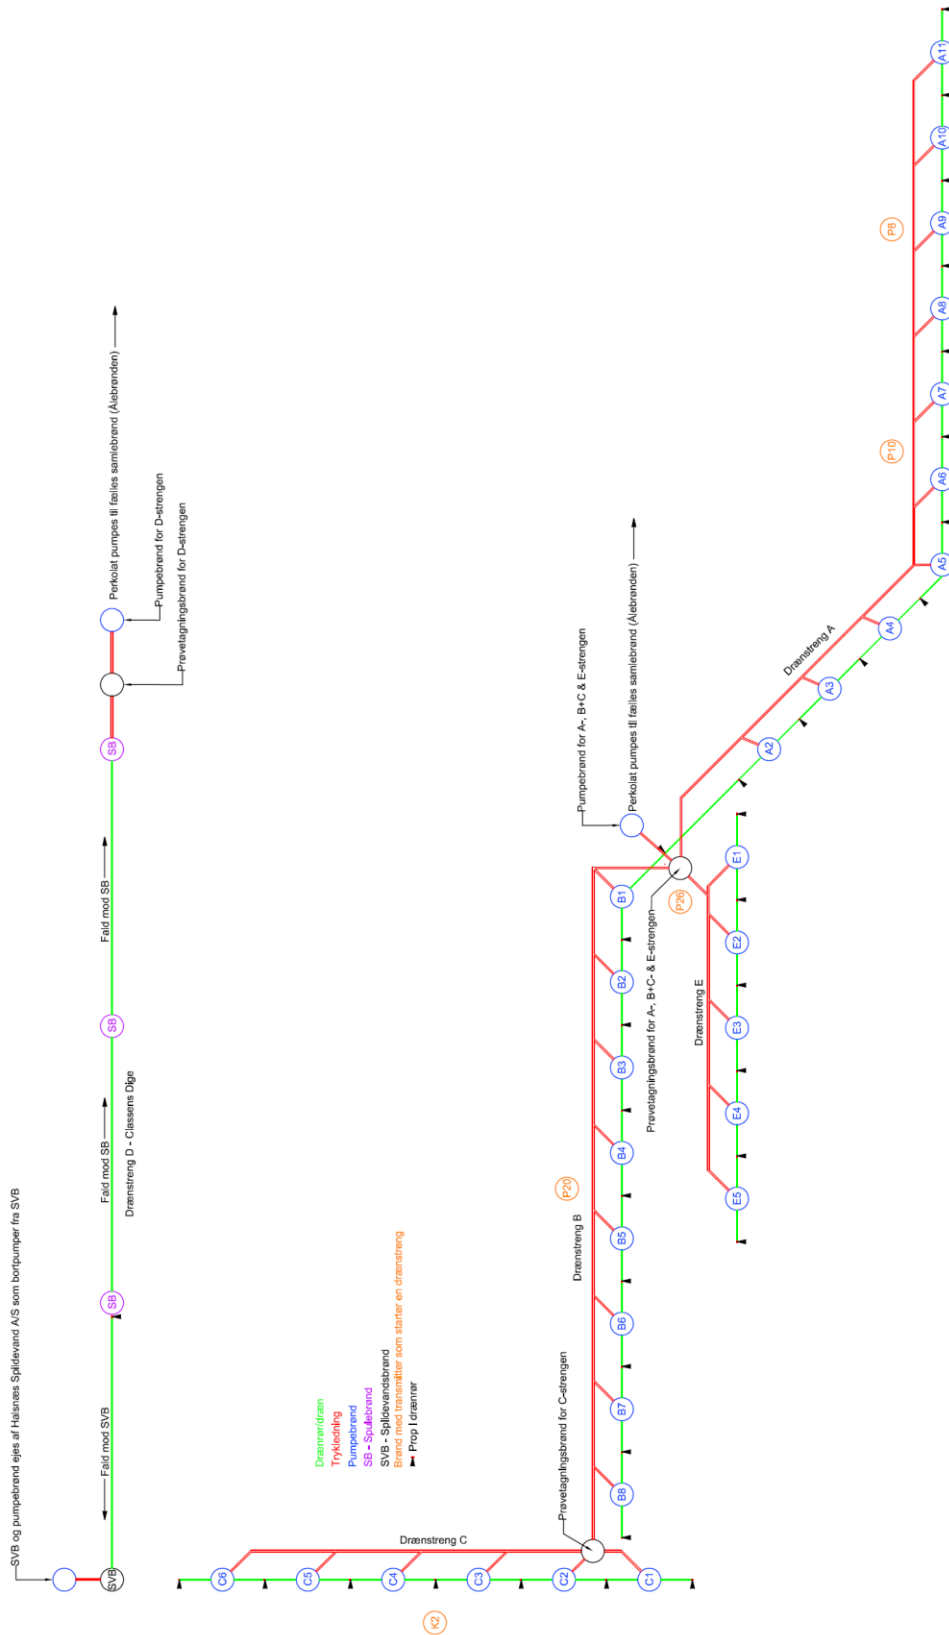 SVB og pumpebrønd ejes af Halsnæs Spildevand A/S som bortpumper fra SVB
SVB
Fald mod SVB
SB
Fald mod SB
Drænstreng D - Classens Dige
SB
Fald mod SB
SB
Prøvetagningsbrønd for D-strengen
Pumpebrønd for D-strengen
Perkolat pumpes til fælles samlebrønd (Ålebrønden)
Drænrør/dræn
Trykledning
Pumpebrønd
SB - Spulebrønd
SVB - Spildevandsbrønd
Brønd med transmitter som starter en drænstreng
Prop i drænrør
K2
Drænstreng C
C6
C5
C4
C3
C2
C1
Prøvetagningsbrønd for C-strengen
Drænstreng B
P20
B8
B7
B6
B5
B4
B3
B2
B1
Prøvetagningsbrønd for A-, B+C- & E-strengen
Pumpebrønd for A-, B+C & E-strengen
Perkolat pumpes til fælles samlebrønd (Ålebrønden)
P26
Drænstreng E
E5
E4
E3
E2
E1
Drænstreng A
A2
A3
A4
A5
A6
A7
A8
A9
A10
A11
P10
P8